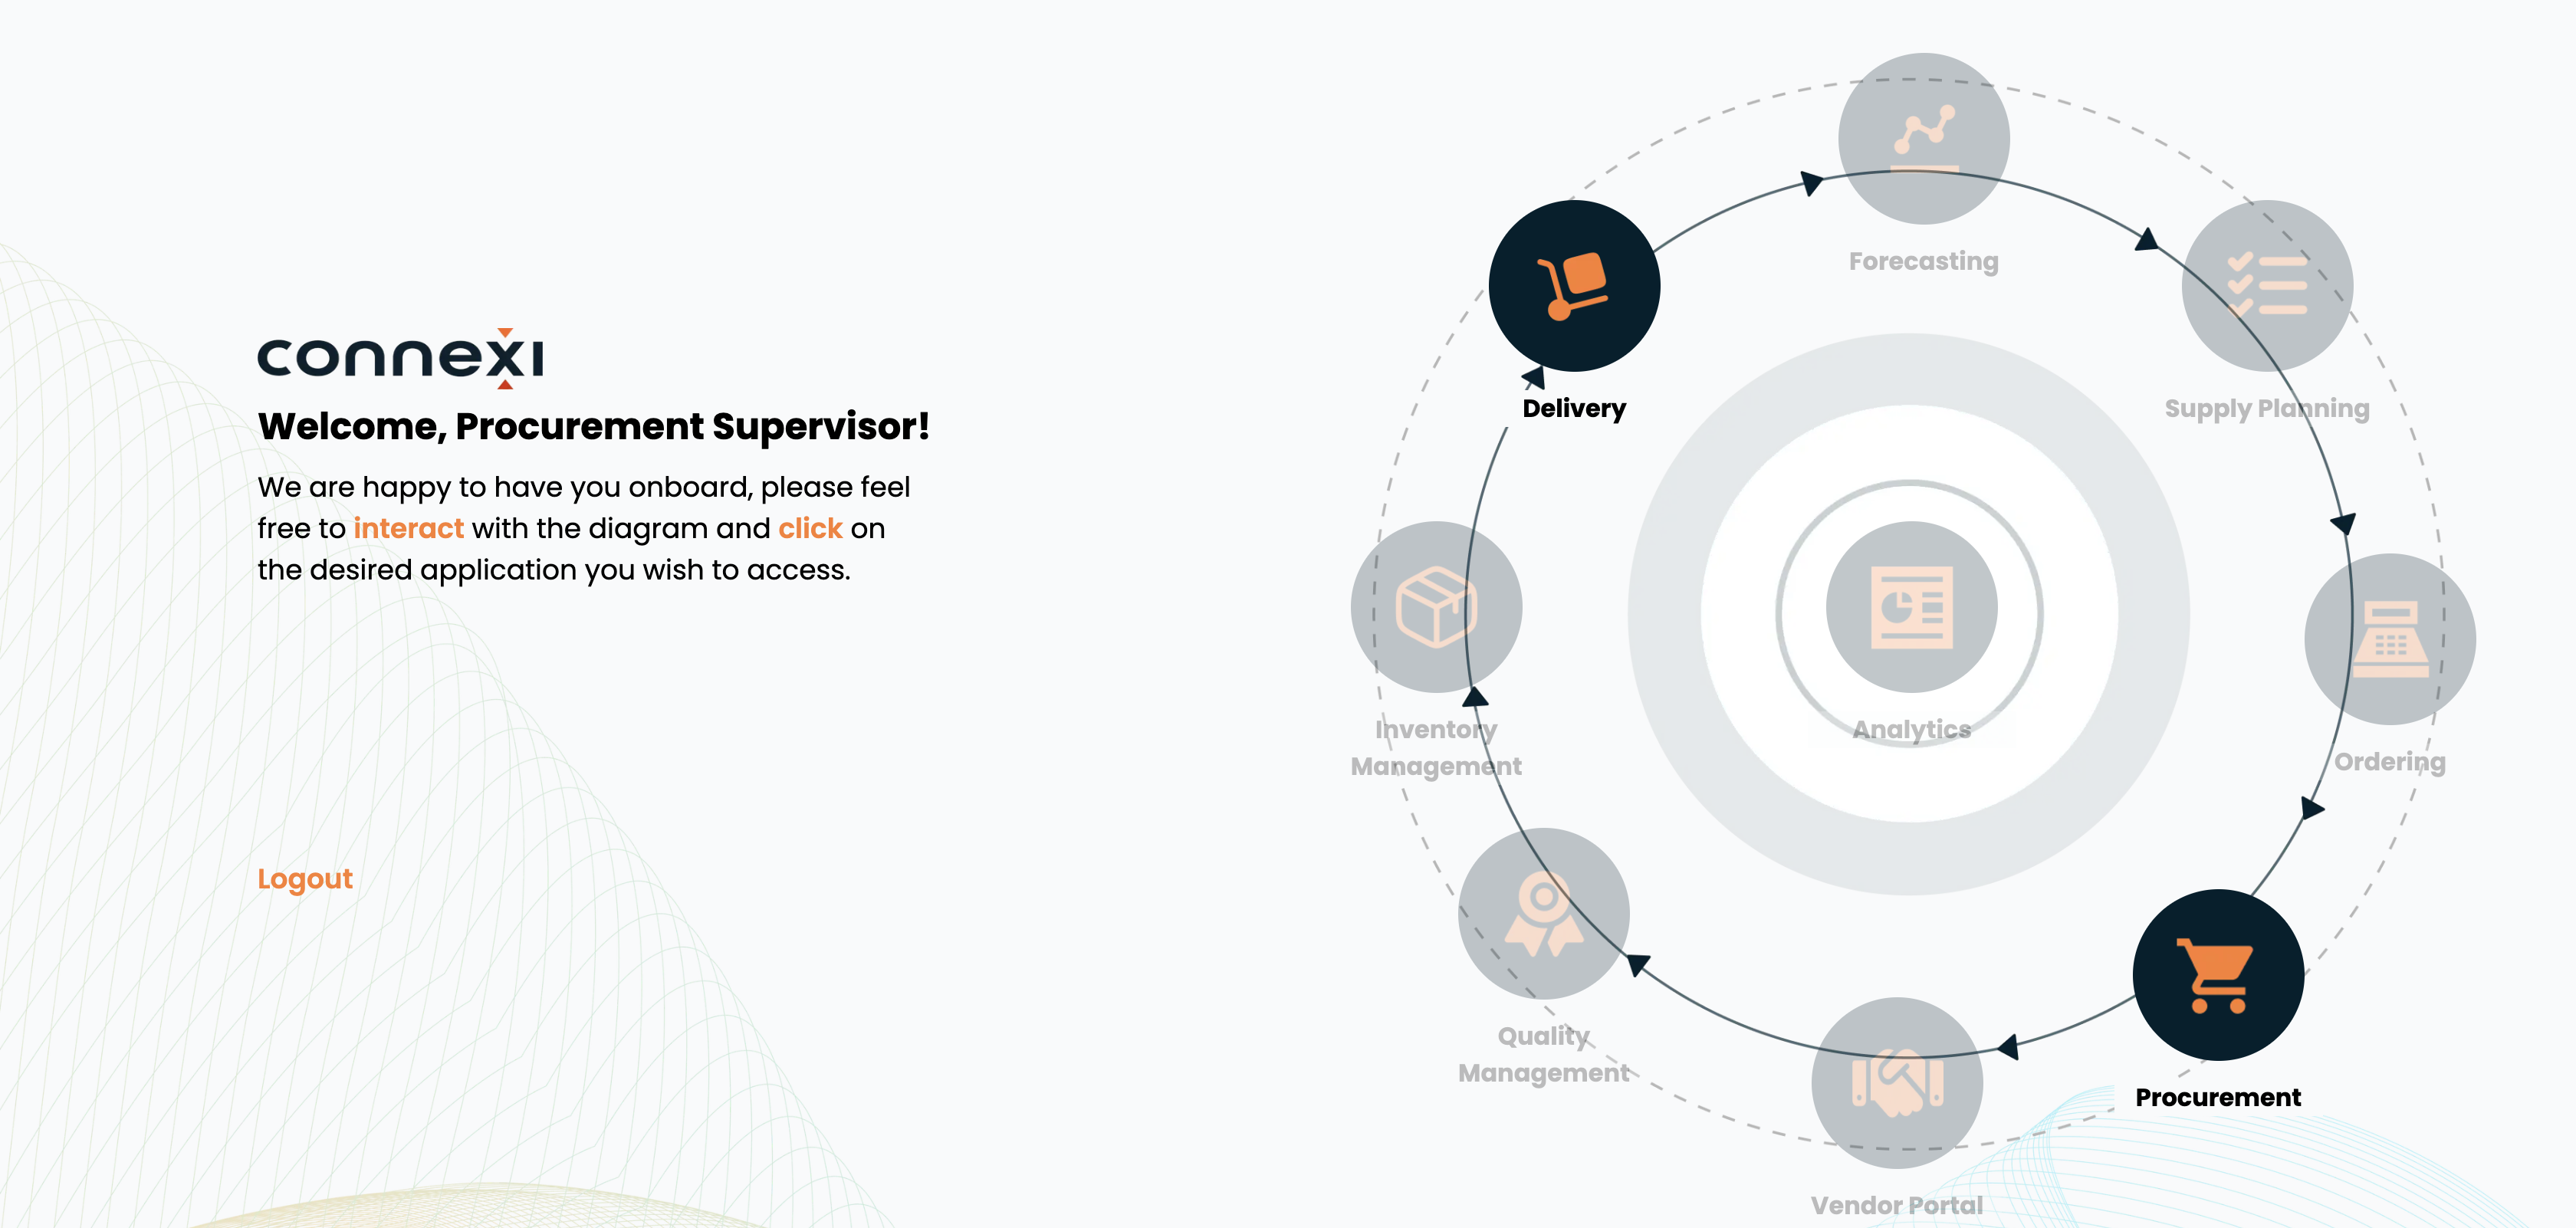 connexi
Welcome, Procurement Supervisor!
We are happy to have you onboard, please feel
free to interact with the diagram and click on
the desired application you wish to access.
Logout
Forecasting
Delivery
Supply Planning
Inventory
Management
Analytics
Ordering
Quality
Management
Procurement
Vendor Portal